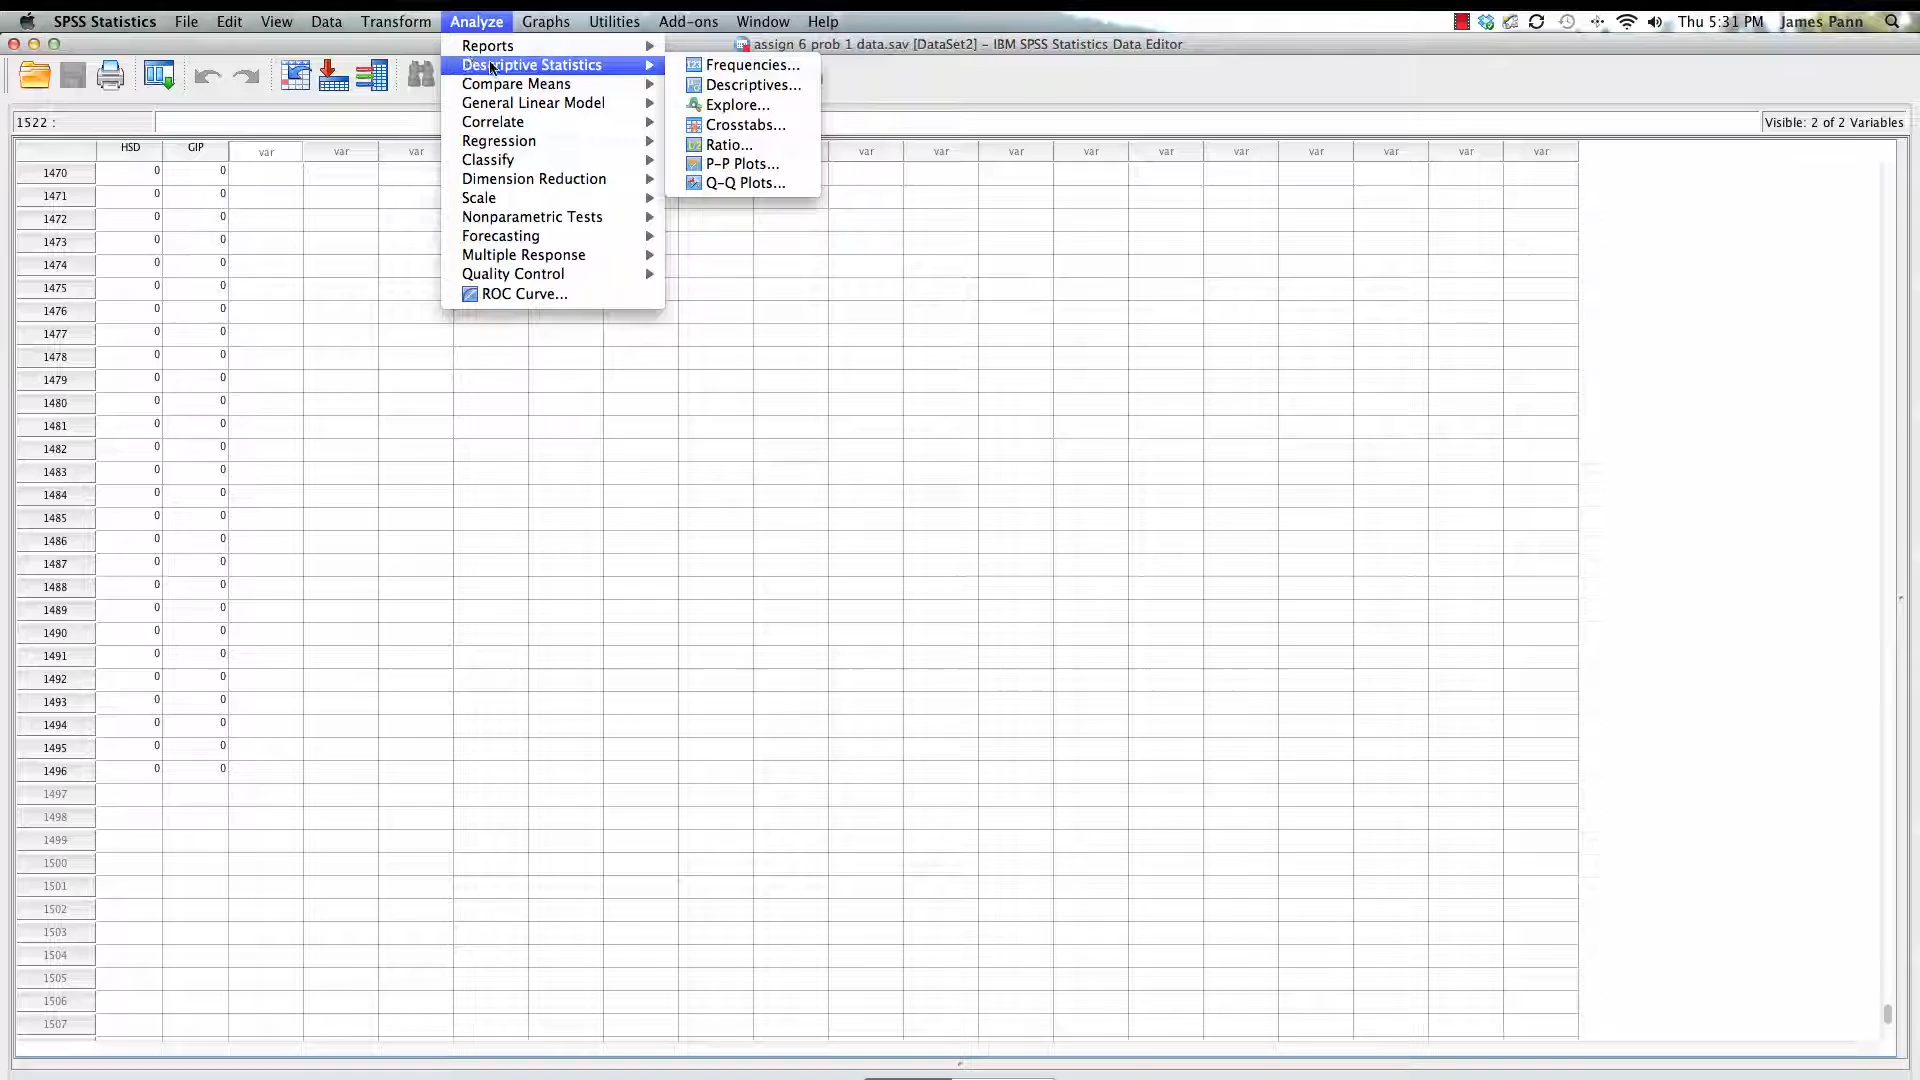 SPSS Statistics File Edit View Data Transform Analyze Graphs Utilities Add-ons Window Help Thu 5:31 PM James Pann
assign 6 prob 1 data.sav [DataSet2] – IBM SPSS Statistics Data Editor
Reports
Descriptive Statistics
Compare Means
General Linear Model
Correlate
Regression
Classify
Dimension Reduction
Scale
Nonparametric Tests
Forecasting
Multiple Response
Quality Control
ROC Curve...
Frequencies...
Descriptives...
Explore...
Crosstabs...
Ratio...
P-P Plots...
Q-Q Plots...
1522 :
Visible: 2 of 2 Variables
HSD GIP var var var var var var var var var var var var var
1470 0 0
1471 0 0
1472 0 0
1473 0 0
1474 0 0
1475 0 0
1476 0 0
1477 0 0
1478 0 0
1479 0 0
1480 0 0
1481 0 0
1482 0 0
1483 0 0
1484 0 0
1485 0 0
1486 0 0
1487 0 0
1488 0 0
1489 0 0
1490 0 0
1491 0 0
1492 0 0
1493 0 0
1494 0 0
1495 0 0
1496 0 0
1497
1498
1499
1500
1501
1502
1503
1504
1505
1506
1507